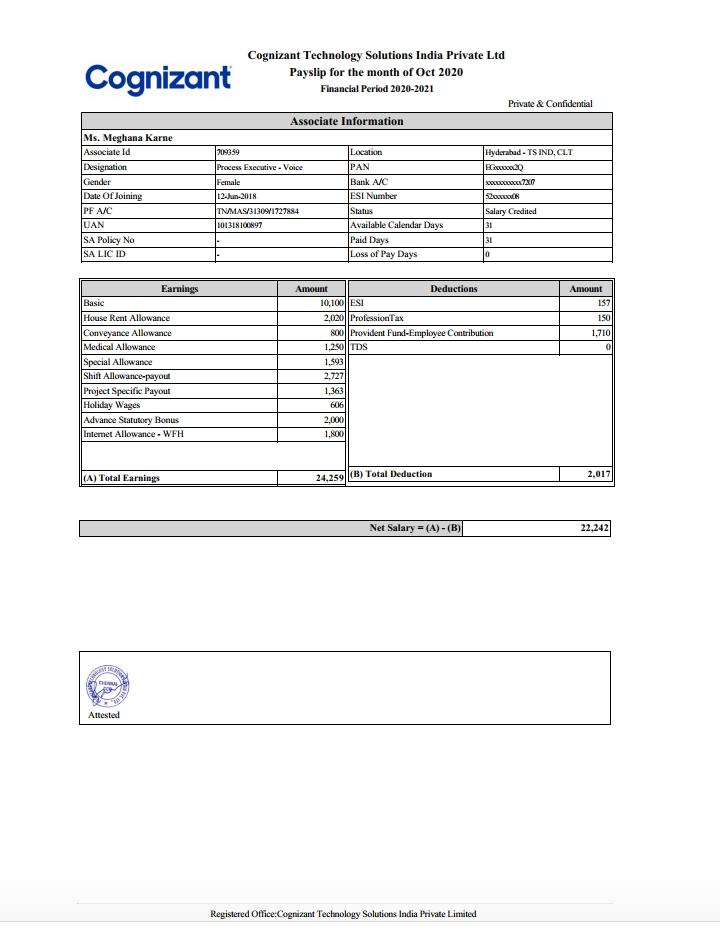 Cognizant
Cognizant Technology Solutions India Private Ltd
Payslip for the month of Oct 2020
Financial Period 2020-2021
Private & Confidential
Associate Information
Ms. Meghana Karne
Associate Id 709359 Location Hyderabad - TS IND, CLT
Designation Process Executive - Voice PAN EGxxxxxx2Q
Gender Female Bank A/C xxxxxxxxxxx7207
Date Of Joining 12-Jun-2018 ESI Number 52xxxxxx08
PF A/C TN/MAS/31309/1727884 Status Salary Credited
UAN 101318100897 Available Calendar Days 31
SA Policy No - Paid Days 31
SA LIC ID - Loss of Pay Days 0
Earnings Amount Deductions Amount
Basic 10,100 ESI 157
House Rent Allowance 2,020 ProfessionTax 150
Conveyance Allowance 800 Provident Fund-Employee Contribution 1,710
Medical Allowance 1,250 TDS 0
Special Allowance 1,593
Shift Allowance-payout 2,727
Project Specific Payout 1,363
Holiday Wages 606
Advance Statutory Bonus 2,000
Internet Allowance - WFH 1,800
(A) Total Earnings 24,259 (B) Total Deduction 2,017
Net Salary = (A) - (B) 22,242
CHENNAI
Attested
Registered Office:Cognizant Technology Solutions India Private Limited